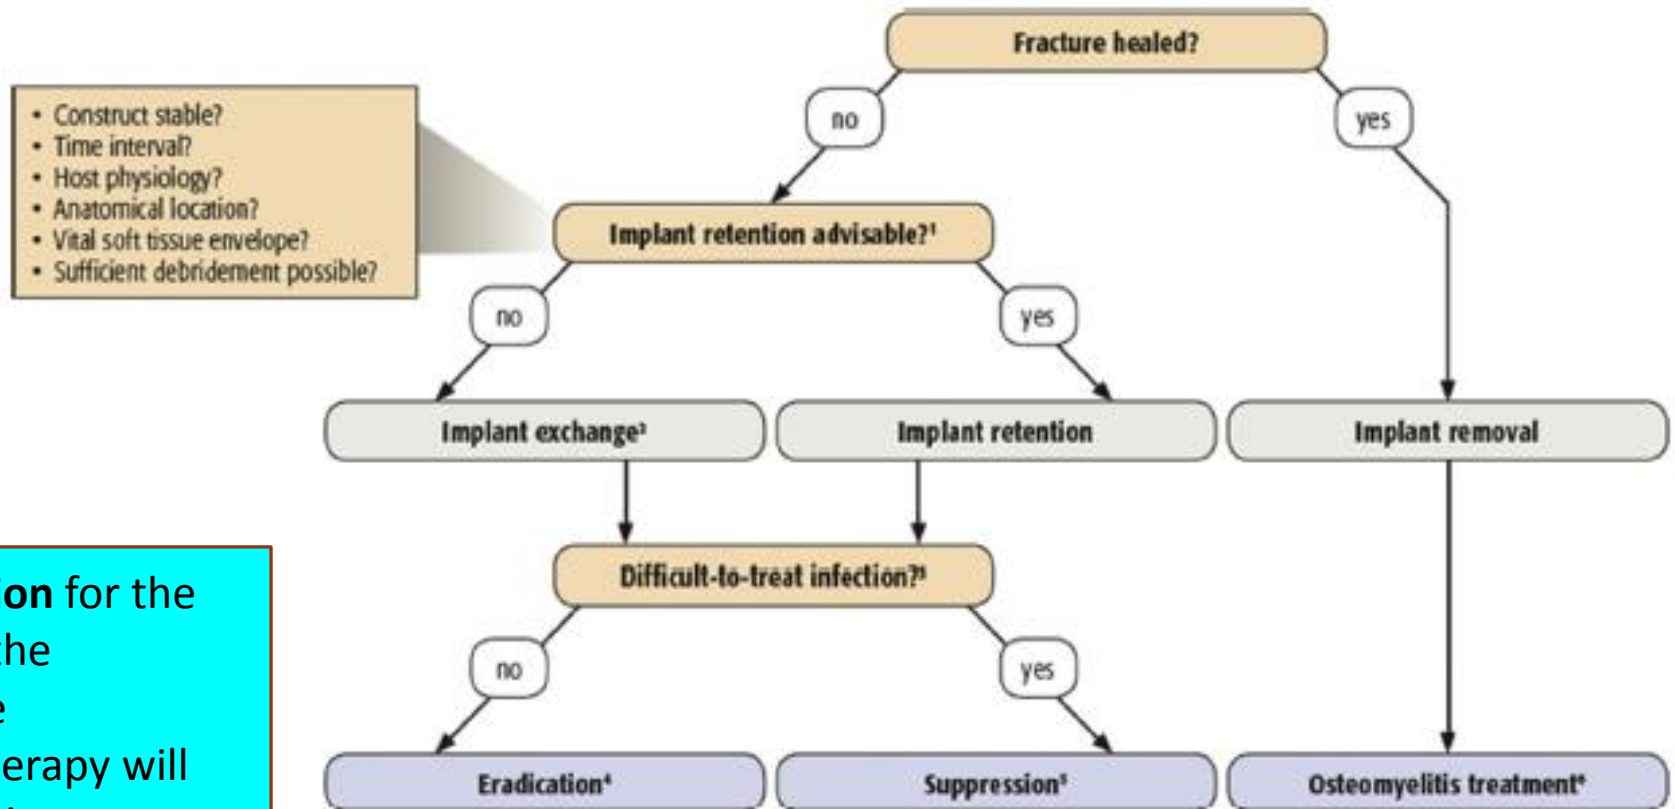 Fracture healed?
no
yes
• Construct stable?
• Time interval?
• Host physiology?
• Anatomical location?
• Vital soft tissue envelope?
• Sufficient debridement possible?
Implant retention advisable?¹
no
yes
Implant exchange²
Implant retention
Implant removal
Difficult-to-treat infection?³
no
yes
ion for the
the
e
erapy will
Eradication⁴
Suppression⁵
Osteomyelitis treatment⁶